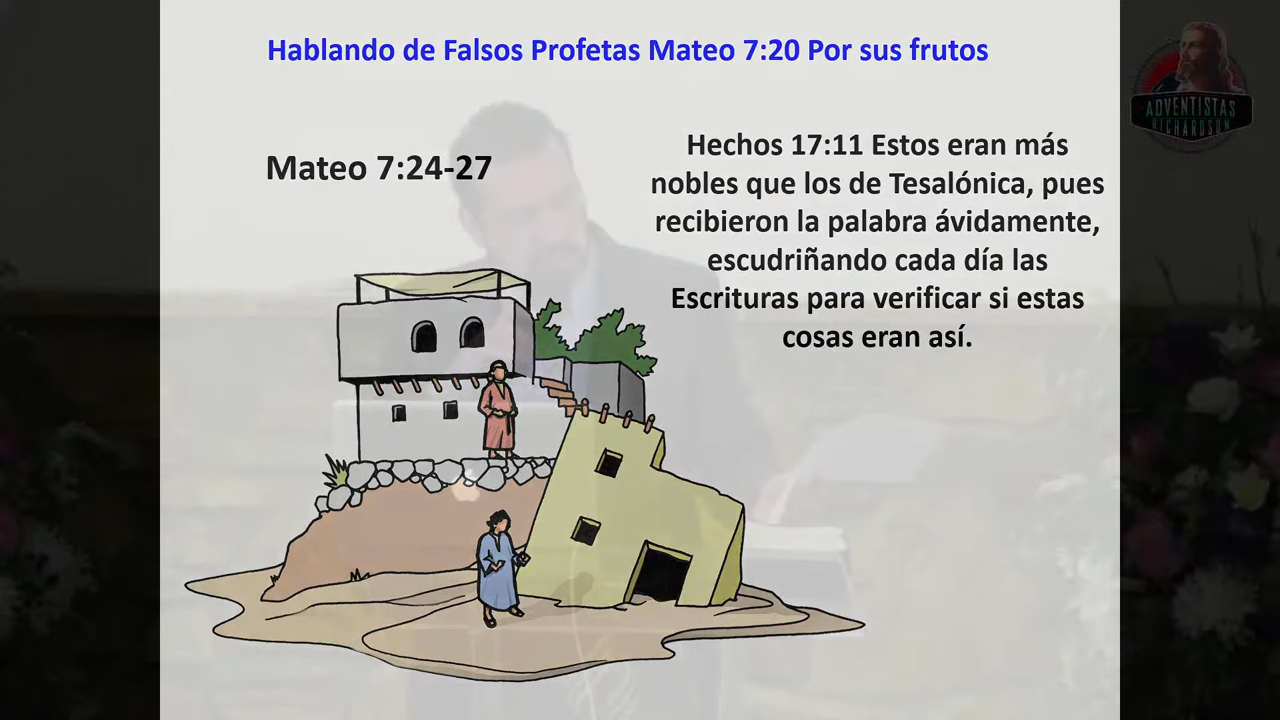 Hablando de Falsos Profetas Mateo 7:20 Por sus frutos
Mateo 7:24-27
Hechos 17:11 Estos eran más
nobles que los de Tesalónica, pues
recibieron la palabra ávidamente,
escudriñando cada día las
Escrituras para verificar si estas
cosas eran así.
ADVENTISTAS
RICHARDSON